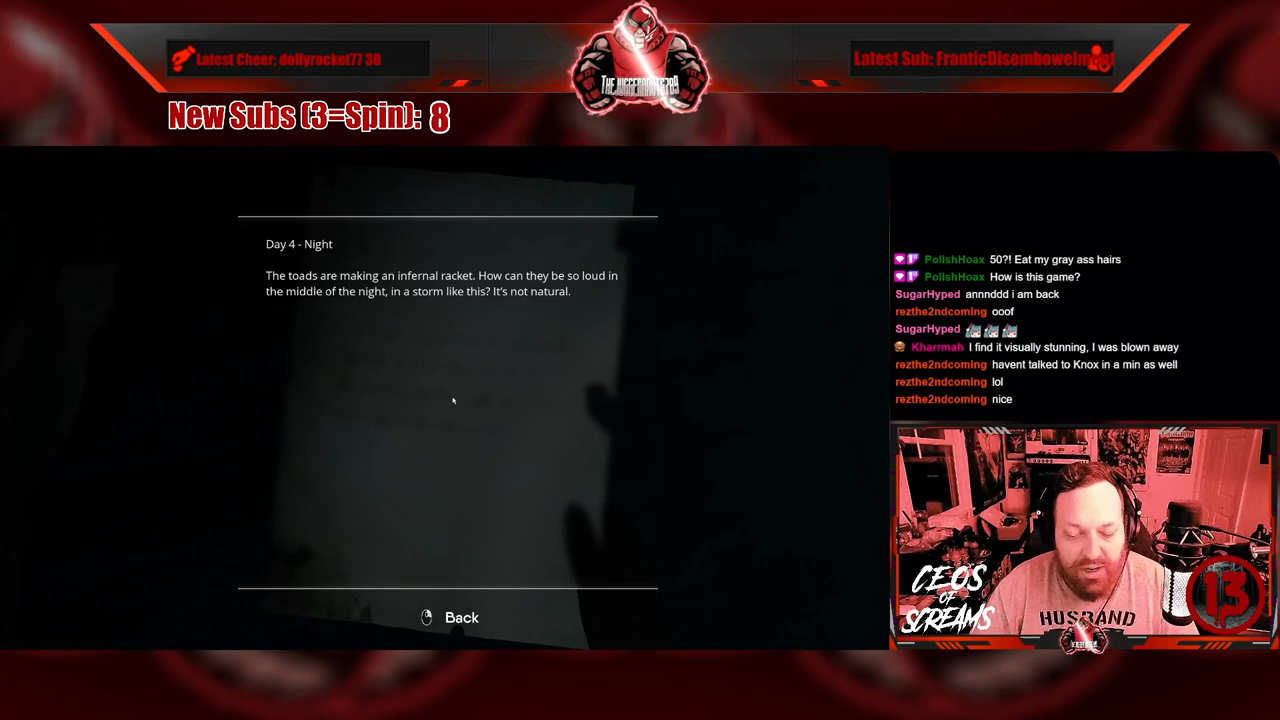 Latest Cheer: dollyrocket77 30
Latest Sub: FranticDisembowelment
THEJUGGERNAUT6789
New Subs (3=Spin): 8
Day 4 - Night
The toads are making an infernal racket. How can they be so loud in
the middle of the night, in a storm like this? It's not natural.
Back
PolishHoax 50?! Eat my gray ass hairs
PolishHoax How is this game?
SugarHyped annnddd i am back
rezthe2ndcoming ooof
SugarHyped
Kharrmah I find it visually stunning, I was blown away
rezthe2ndcoming havent talked to Knox in a min as well
rezthe2ndcoming lol
rezthe2ndcoming nice
CEOS
OF
SCREAMS
HUSBAND
13